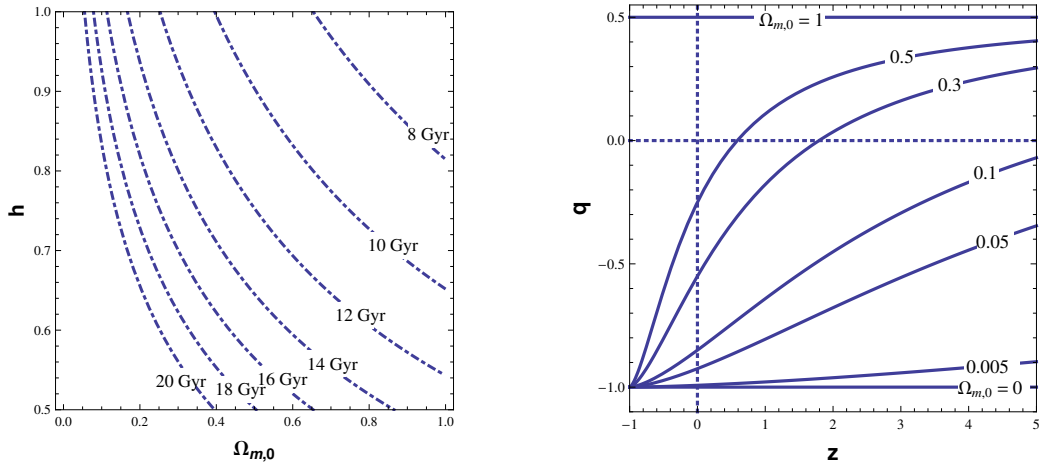 1.0
0.9
0.8
0.7
0.6
0.5
h
0.0 0.2 0.4 0.6 0.8 1.0
Ωm,0
8 Gyr
10 Gyr
12 Gyr
14 Gyr
16 Gyr
18 Gyr
20 Gyr
0.5
0.0
−0.5
−1.0
q
−1 0 1 2 3 4 5
z
Ωm,0 = 1
0.5
0.3
0.1
0.05
0.005
Ωm,0 = 0